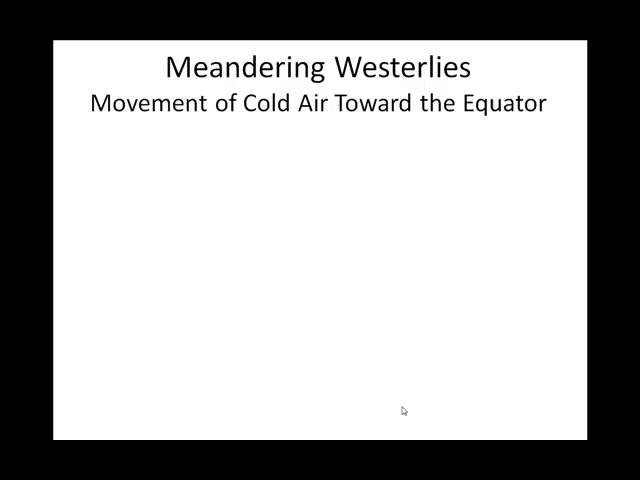 Meandering Westerlies
Movement of Cold Air Toward the Equator